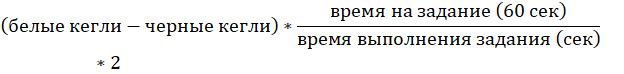 (белые кегли − черные кегли) ∗ время на задание (60 сек) / время выполнения задания (сек)
∗ 2